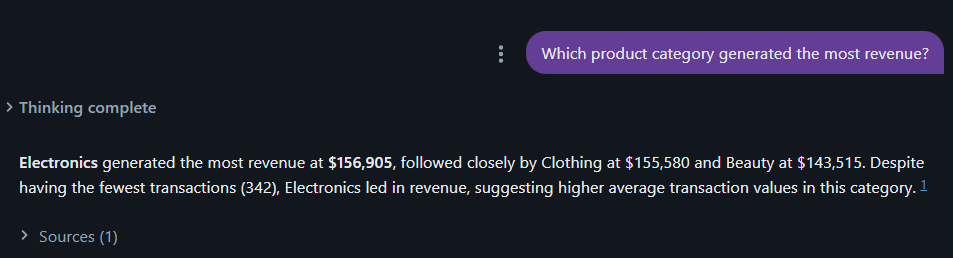 Which product category generated the most revenue?
Thinking complete
Electronics generated the most revenue at $156,905, followed closely by Clothing at $155,580 and Beauty at $143,515. Despite
having the fewest transactions (342), Electronics led in revenue, suggesting higher average transaction values in this category. 1
Sources (1)